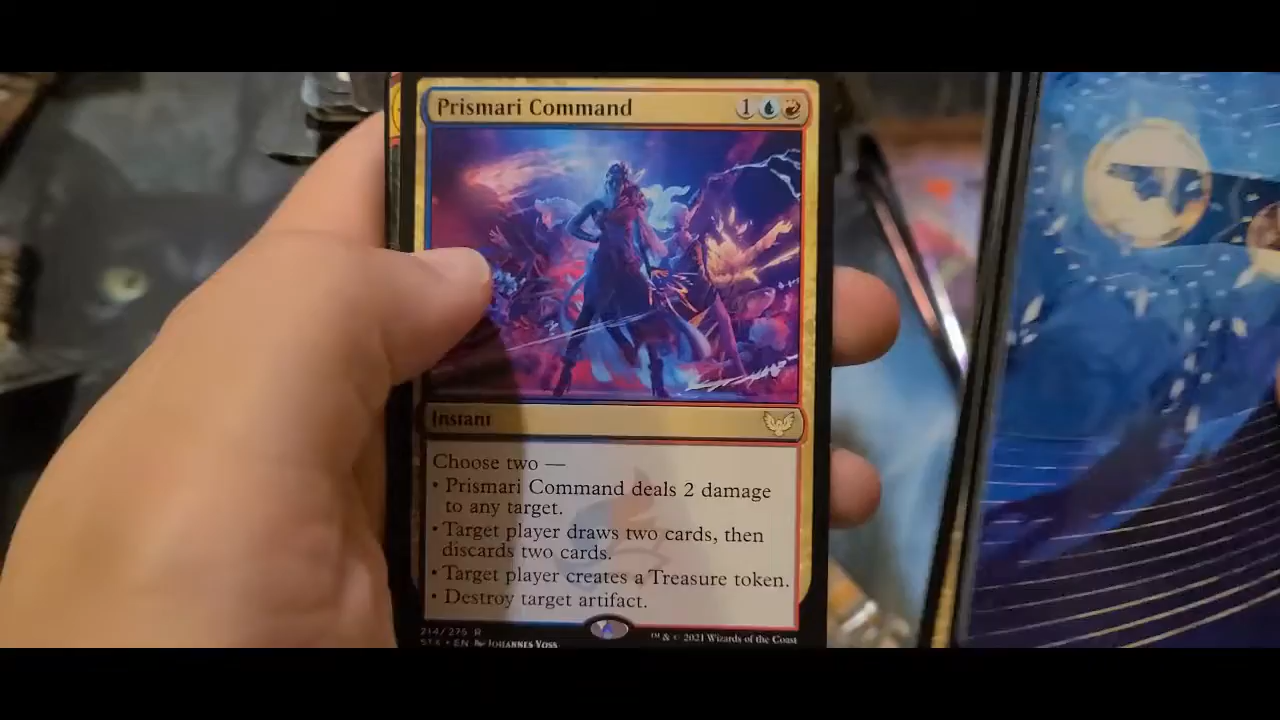 Prismari Command 1
Instant
Choose two —
• Prismari Command deals 2 damage
to any target.
• Target player draws two cards, then
discards two cards.
• Target player creates a Treasure token.
• Destroy target artifact.
214/275 R
STX • EN Johannes Voss
™ & © 2021 Wizards of the Coast